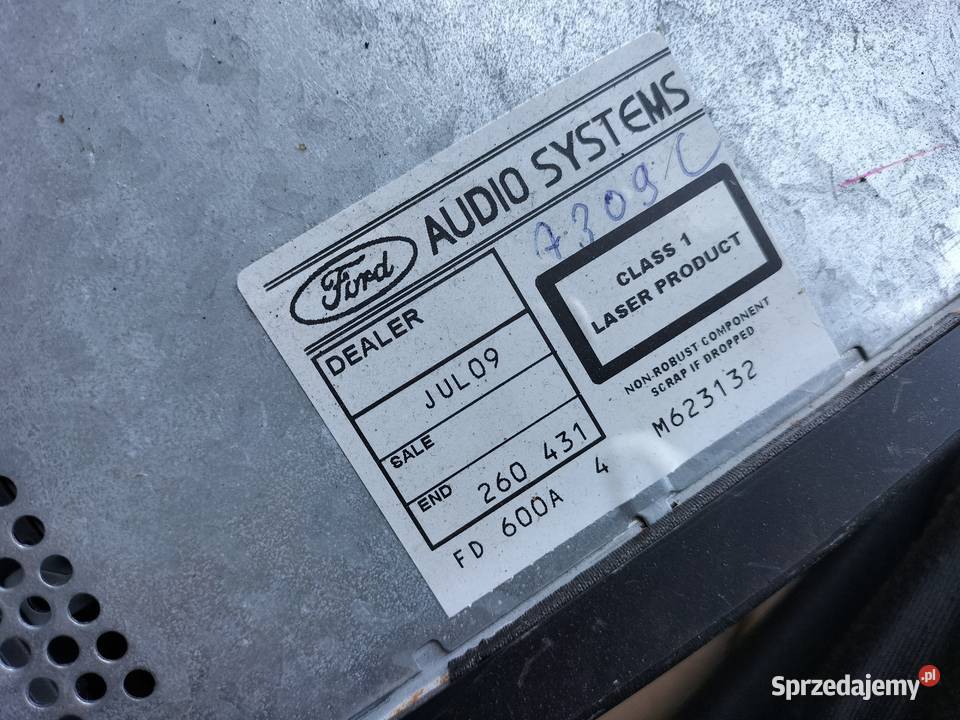 Ford AUDIO SYSTEMS
A309C
DEALER
JUL09
SALE
END 260 431
FD 600A 4
CLASS 1
LASER PRODUCT
NON-ROBUST COMPONENT
SCRAP IF DROPPED
M623132
Sprzedajemy.pl